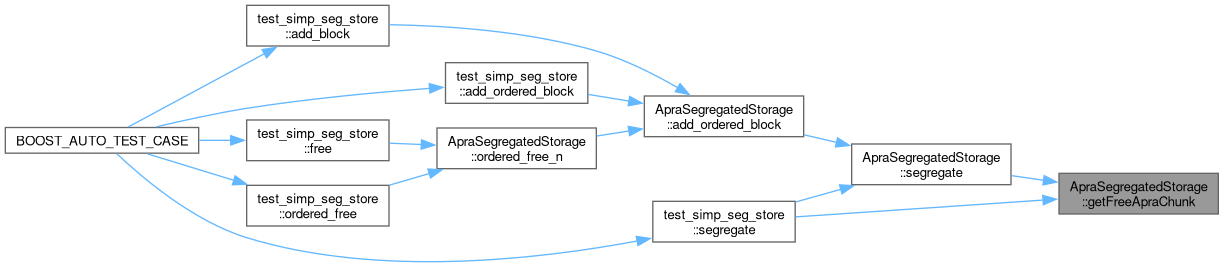 test_simp_seg_store
::add_block
test_simp_seg_store
::add_ordered_block
ApraSegregatedStorage
::add_ordered_block
BOOST_AUTO_TEST_CASE
test_simp_seg_store
::free
ApraSegregatedStorage
::ordered_free_n
ApraSegregatedStorage
::segregate
test_simp_seg_store
::ordered_free
ApraSegregatedStorage
::getFreeApraChunk
test_simp_seg_store
::segregate